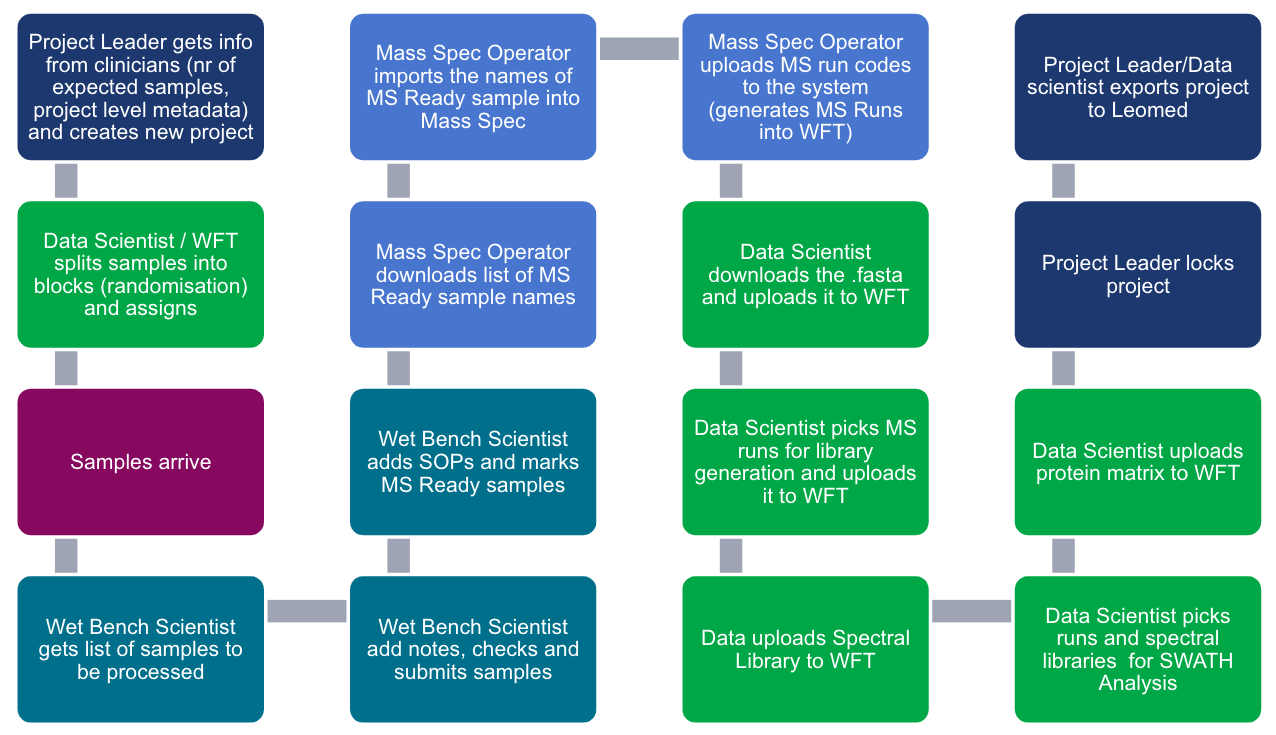 Project Leader gets info
from clinicians (nr of
expected samples,
project level metadata)
and creates new project
Data Scientist / WFT
splits samples into
blocks (randomisation)
and assigns
Samples arrive
Wet Bench Scientist
gets list of samples to
be processed
Wet Bench Scientist
add notes, checks and
submits samples
Wet Bench Scientist
adds SOPs and marks
MS Ready samples
Mass Spec Operator
downloads list of MS
Ready sample names
Mass Spec Operator
imports the names of
MS Ready sample into
Mass Spec
Mass Spec Operator
uploads MS run codes
to the system
(generates MS Runs
into WFT)
Data Scientist
downloads the .fasta
and uploads it to WFT
Data Scientist picks MS
runs for library
generation and uploads
it to WFT
Data uploads Spectral
Library to WFT
Data Scientist picks
runs and spectral
libraries  for SWATH
Analysis
Data Scientist uploads
protein matrix to WFT
Project Leader locks
project
Project Leader/Data
scientist exports project
to Leomed